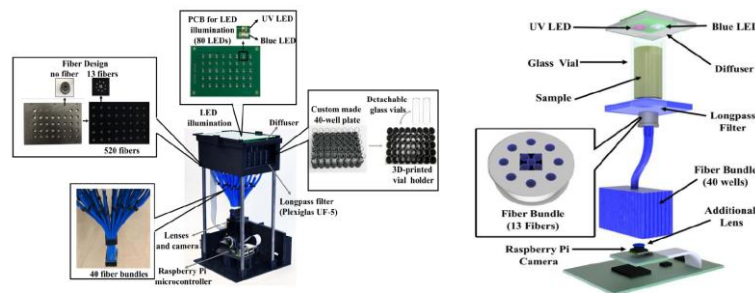 PCB for LED
illumination
(80 LEDs)
UV LED
Blue LED
Fiber Design
no fiber
13 fibers
520 fibers
LED
illumination
Diffuser
Custom made
40-well plate
Detachable
glass vials
3D-printed
vial holder
Longpass filter
(Plexiglas UF-5)
Lenses
and camera
Raspberry Pi
microcontroller
40 fiber bundles
UV LED
Blue LED
Glass Vial
Diffuser
Sample
Longpass
Filter
Fiber Bundle
(40 wells)
Fiber Bundle
(13 Fibers)
Additional
Lens
Raspberry Pi
Camera